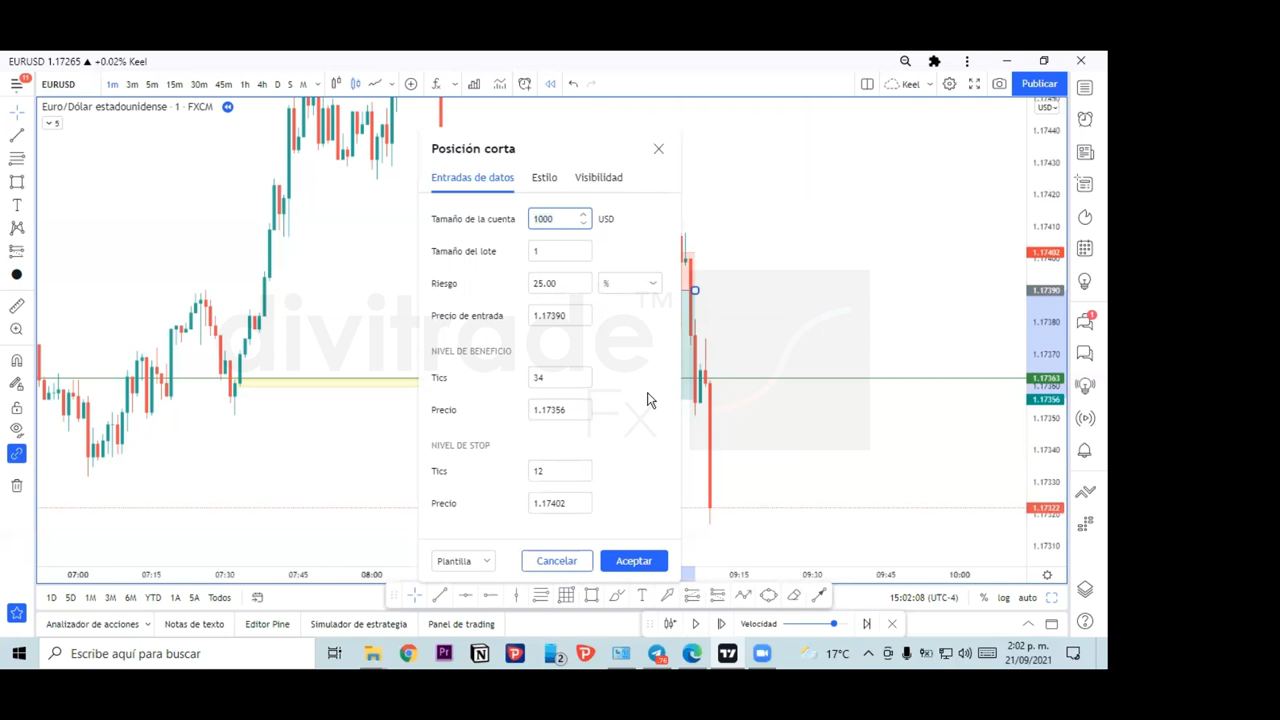 EURUSD 1.17265 ▲ +0.02% Keel
11
EURUSD 1m 3m 5m 15m 30m 45m 1h 4h D S M
Keel
Publicar
Euro/Dólar estadounidense · 1 · FXCM
5
USD
1.17440
1.17430
1.17420
1.17410
1.17402
1.17390
1.17380
1.17370
1.17363
1.17356
1.17350
1.17340
1.17330
1.17322
1.17310
1
Posición corta
Entradas de datos Estilo Visibilidad
Tamaño de la cuenta 1000 USD
Tamaño del lote 1
Riesgo 25.00 %
Precio de entrada 1.17390
NIVEL DE BENEFICIO
Tics 34
Precio 1.17356
NIVEL DE STOP
Tics 12
Precio 1.17402
Plantilla Cancelar Aceptar
divitrade™
Fx
07:00 07:15 07:30 07:45 08:00 09:15 09:30 09:45 10:00
1D 5D 1M 3M 6M YTD 1A 5A Todos
15:02:08 (UTC-4) % log auto
Analizador de acciones Notas de texto Editor Pine Simulador de estrategia Panel de trading
Velocidad
Escribe aquí para buscar
2
76
17°C
2:02 p. m.
21/09/2021